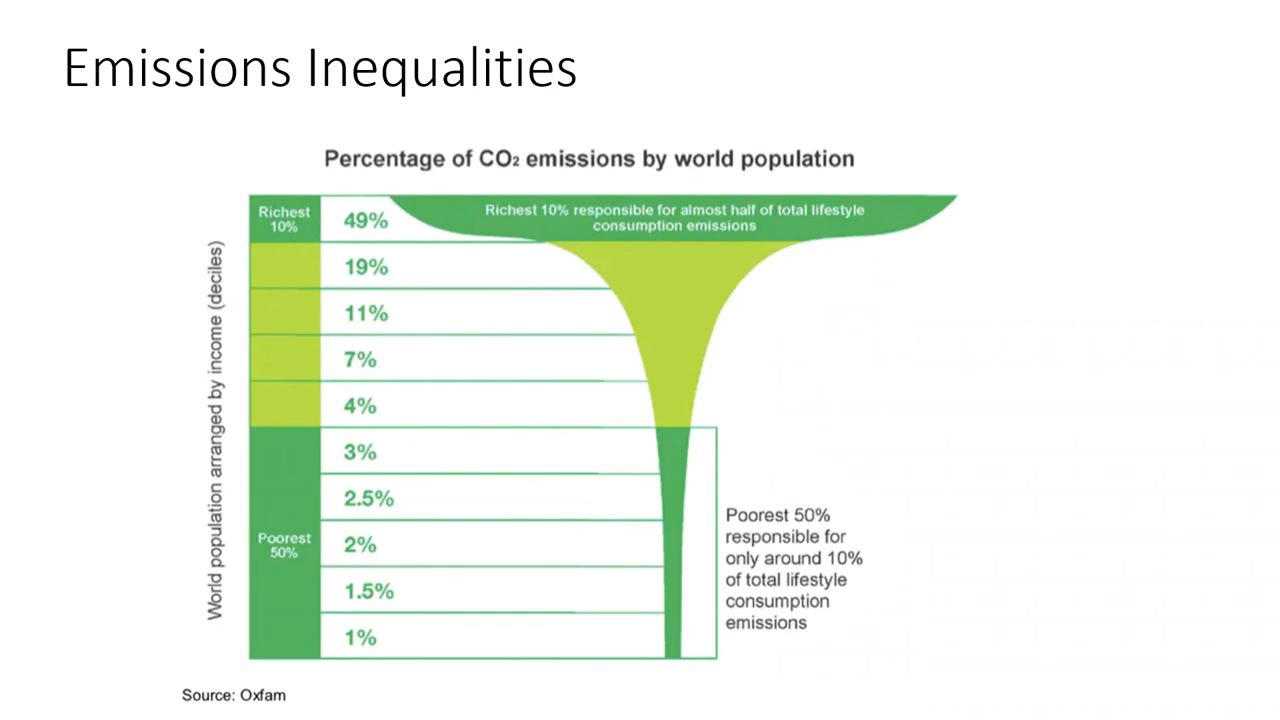 Emissions Inequalities
Percentage of CO₂ emissions by world population
World population arranged by income (deciles)
Richest
10%
49%
Richest 10% responsible for almost half of total lifestyle
consumption emissions
19%
11%
7%
4%
Poorest
50%
3%
2.5%
2%
1.5%
1%
Poorest 50%
responsible for
only around 10%
of total lifestyle
consumption
emissions
Source: Oxfam